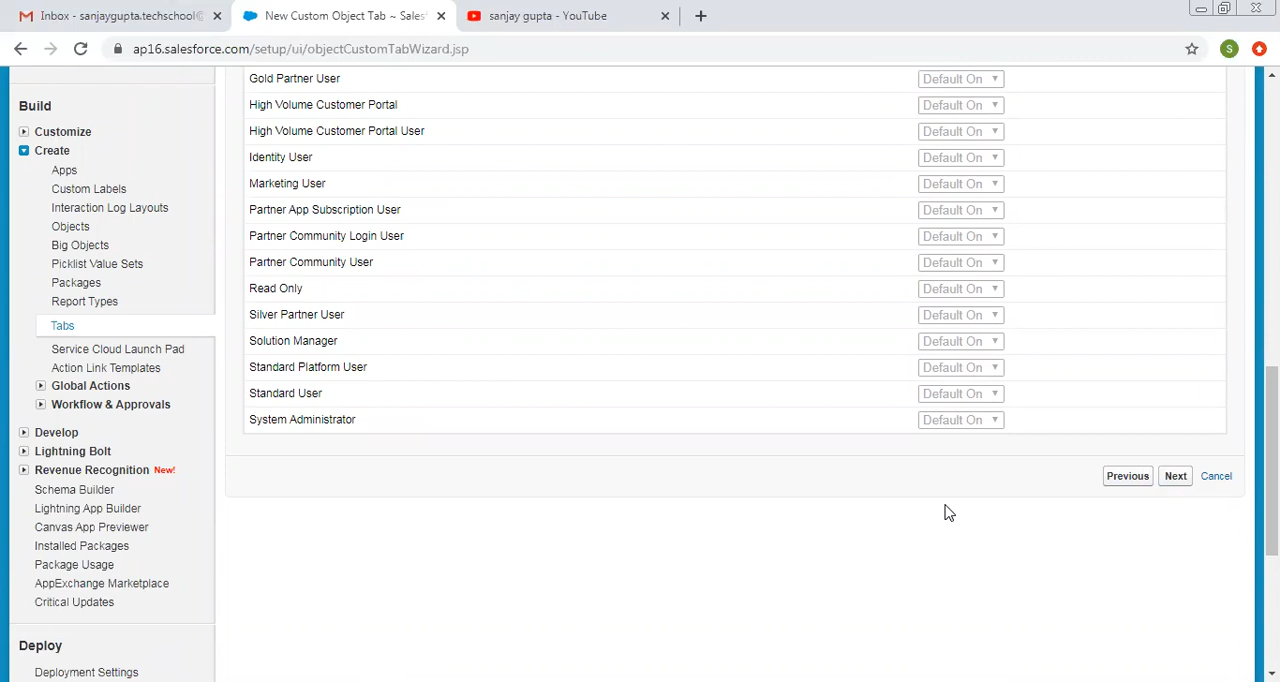 Inbox - sanjaygupta.techschool@
New Custom Object Tab ~ Sales
sanjay gupta - YouTube
ap16.salesforce.com/setup/ui/objectCustomTabWizard.jsp
S
Build
Customize
Create
Apps
Custom Labels
Interaction Log Layouts
Objects
Big Objects
Picklist Value Sets
Packages
Report Types
Tabs
Service Cloud Launch Pad
Action Link Templates
Global Actions
Workflow & Approvals
Develop
Lightning Bolt
Revenue Recognition New!
Schema Builder
Lightning App Builder
Canvas App Previewer
Installed Packages
Package Usage
AppExchange Marketplace
Critical Updates
Deploy
Deployment Settings
Gold Partner User Default On
High Volume Customer Portal Default On
High Volume Customer Portal User Default On
Identity User Default On
Marketing User Default On
Partner App Subscription User Default On
Partner Community Login User Default On
Partner Community User Default On
Read Only Default On
Silver Partner User Default On
Solution Manager Default On
Standard Platform User Default On
Standard User Default On
System Administrator Default On
Previous Next Cancel